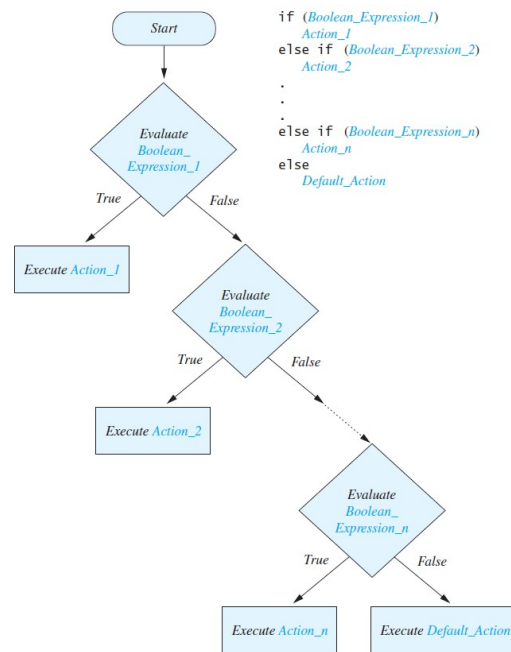 Start
if (Boolean_Expression_1)
Action_1
else if (Boolean_Expression_2)
Action_2
.
.
.
else if (Boolean_Expression_n)
Action_n
else
Default_Action
Evaluate
Boolean_
Expression_1
True
False
Execute Action_1
Evaluate
Boolean_
Expression_2
True
False
Execute Action_2
Evaluate
Boolean_
Expression_n
True
False
Execute Action_n
Execute Default_Action